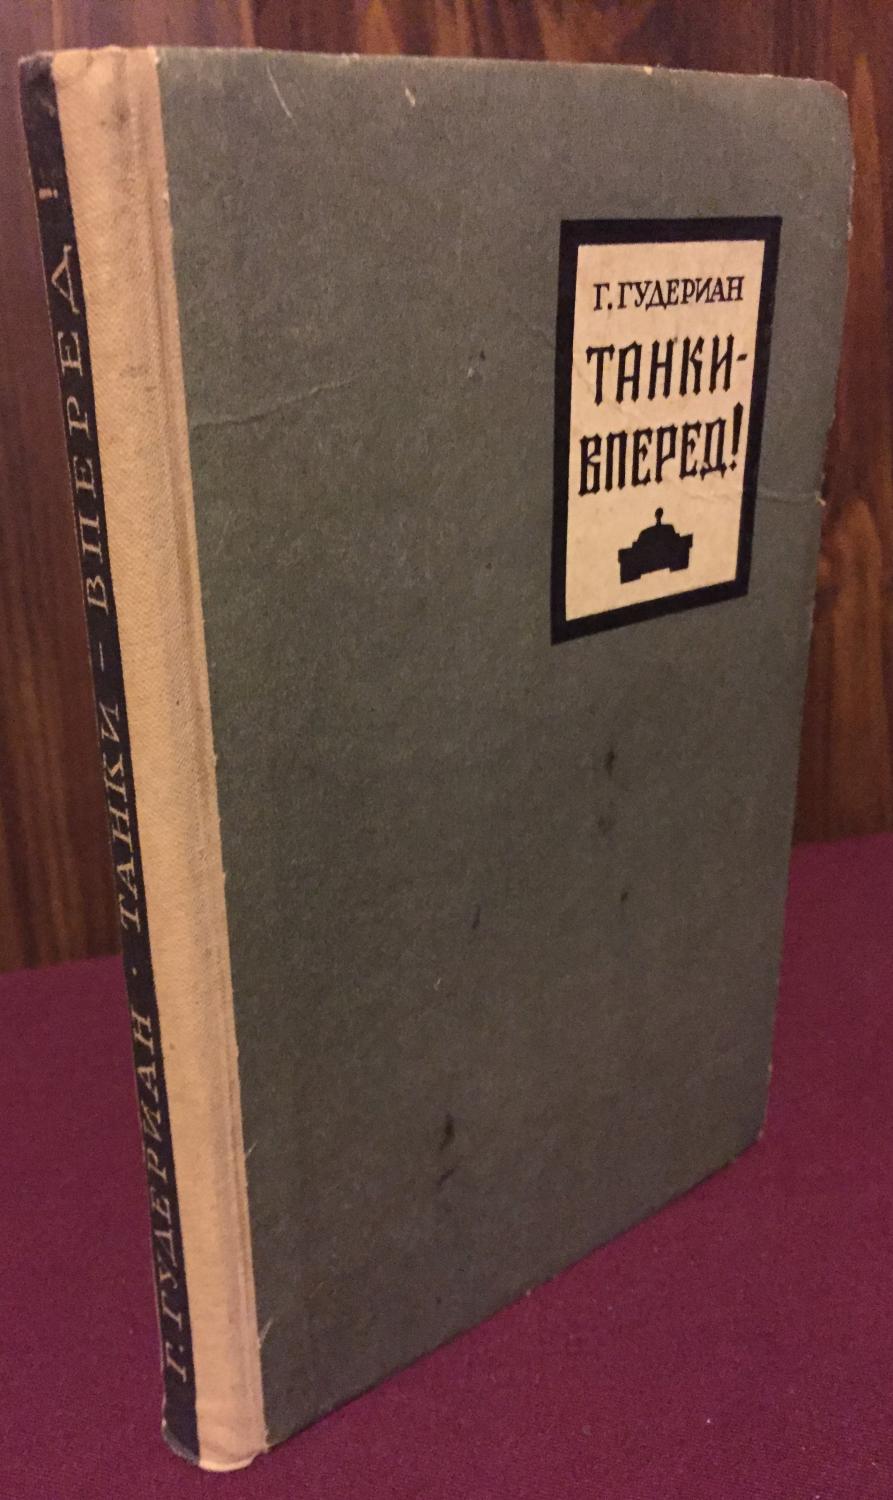 Г. ГУДЕРИАН
ТАНКИ-
ВПЕРЕД!
Г. ГУДЕРИАН · ТАНКИ – ВПЕРЕД!